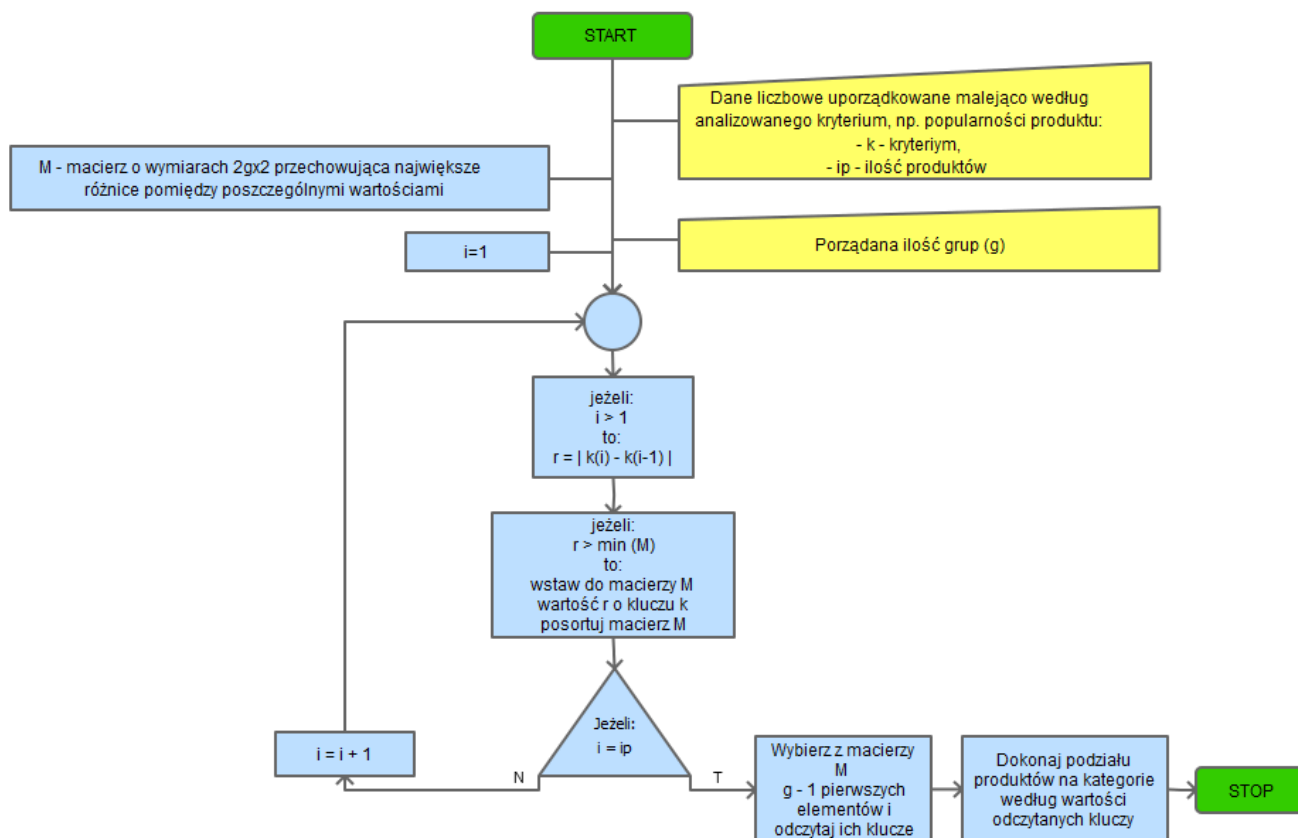 START
Dane liczbowe uporządkowane malejąco według
analizowanego kryterium, np. popularności produktu:
- k - kryteriym,
- ip - ilość produktów
M - macierz o wymiarach 2gx2 przechowująca największe
różnice pomiędzy poszczególnymi wartościami
Porządana ilość grup (g)
i=1
jeżeli:
i > 1
to:
r = | k(i) - k(i-1) |
jeżeli:
r > min (M)
to:
wstaw do macierzy M
wartość r o kluczu k
posortuj macierz M
Jeżeli:
i = ip
N
T
i = i + 1
Wybierz z macierzy
M
g - 1 pierwszych
elementów i
odczytaj ich klucze
Dokonaj podziału
produktów na kategorie
według wartości
odczytanych kluczy
STOP